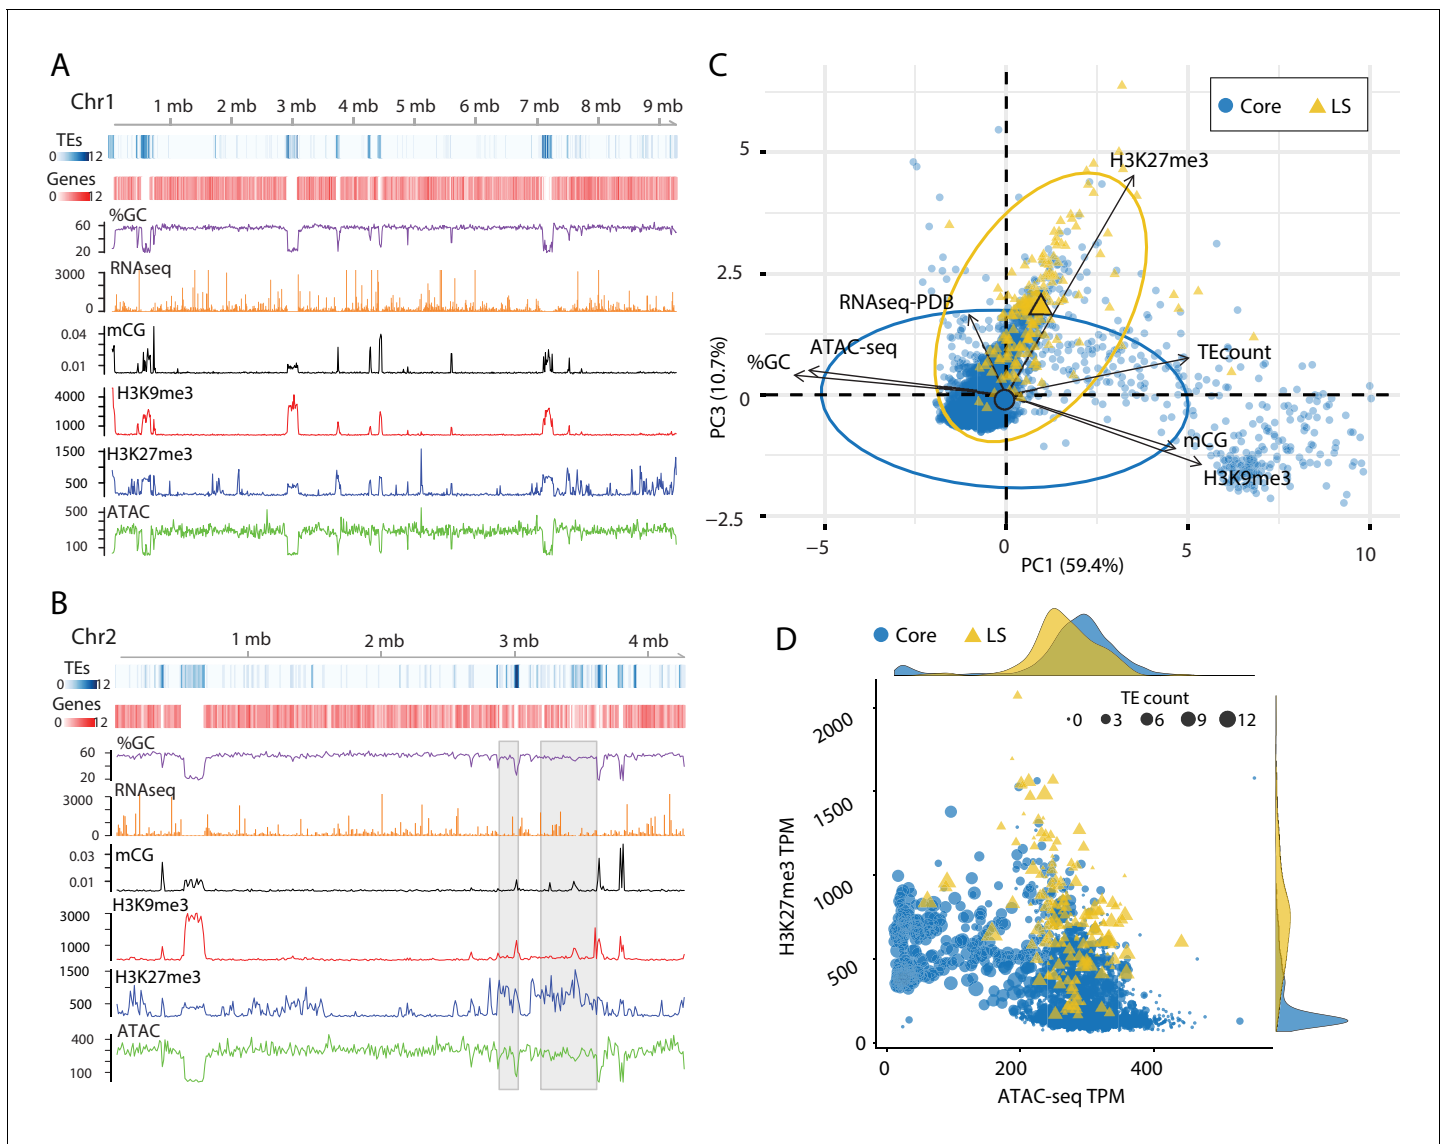 A
Chr1
1 mb 2 mb 3 mb 4 mb 5 mb 6 mb 7 mb 8 mb 9 mb
TEs
0 12
Genes
0 12
%GC
60
20
RNAseq
3000
0
mCG
0.04
0.01
H3K9me3
4000
1000
H3K27me3
1500
500
ATAC
500
100
B
Chr2
1 mb 2 mb 3 mb 4 mb
TEs
0 12
Genes
0 12
%GC
60
20
RNAseq
3000
0
mCG
0.03
0.01
H3K9me3
3000
1000
H3K27me3
1500
500
ATAC
400
100
C
Core LS
5
H3K27me3
2.5
RNAseq-PDB
ATAC-seq
%GC
TEcount
0
mCG
H3K9me3
−2.5
PC3 (10.7%)
−5 0 5 10
PC1 (59.4%)
D
Core LS
TE count
0 3 6 9 12
2000
1500
1000
500
0
H3K27me3 TPM
0 200 400
ATAC-seq TPM